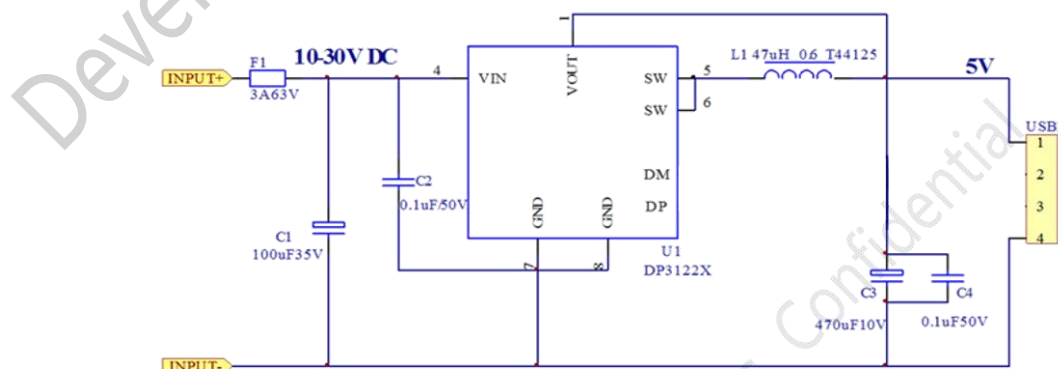 Devel
1
F1
10-30V DC
L1 47uH 0.6 T44125
INPUT+
4
VIN
VOUT
SW
5
5V
3A63V
SW
6
USB
1
C2
DM
2
0.1uF/50V
DP
3
GND
GND
C1
4
100uF35V
U1
7
8
DP3122X
C3
C4
470uF10V
0.1uF50V
Confidential
INPUT-